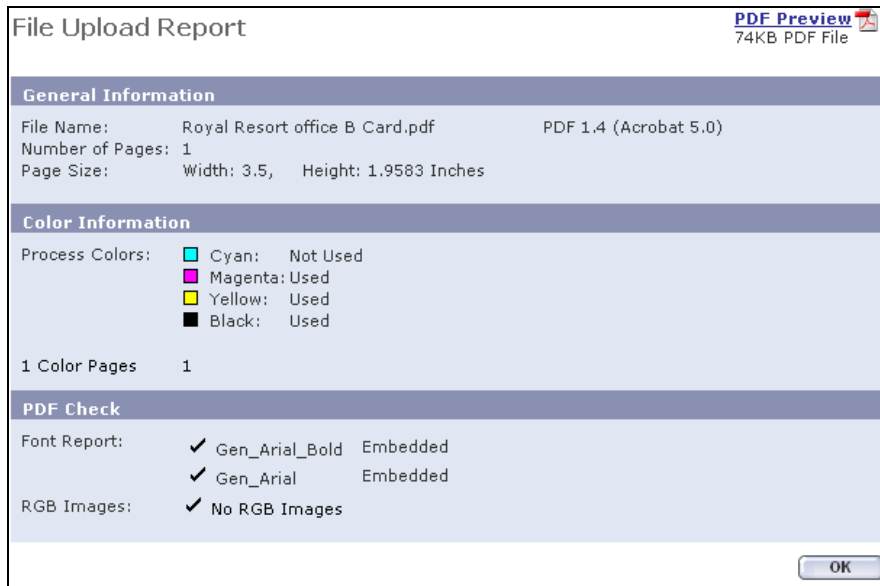 File Upload Report
PDF Preview
74KB PDF File
General Information
File Name: Royal Resort office B Card.pdf PDF 1.4 (Acrobat 5.0)
Number of Pages: 1
Page Size: Width: 3.5, Height: 1.9583 Inches
Color Information
Process Colors: Cyan: Not Used
Magenta: Used
Yellow: Used
Black: Used
1 Color Pages 1
PDF Check
Font Report: Gen_Arial_Bold Embedded
Gen_Arial Embedded
RGB Images: No RGB Images
OK